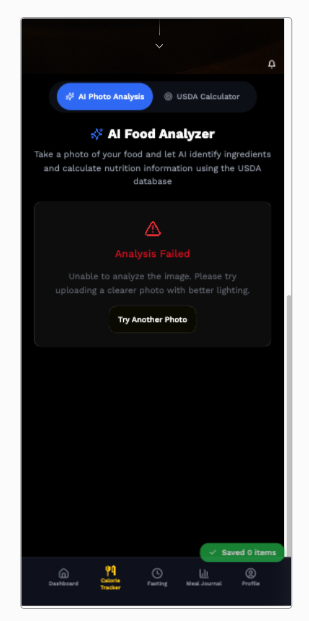 AI Photo Analysis
USDA Calculator
AI Food Analyzer
Take a photo of your food and let AI identify ingredients
and calculate nutrition information using the USDA
database
Analysis Failed
Unable to analyze the image. Please try
uploading a clearer photo with better lighting.
Try Another Photo
Saved 0 items
Dashboard
Calorie
Tracker
Fasting
Meal Journal
Profile